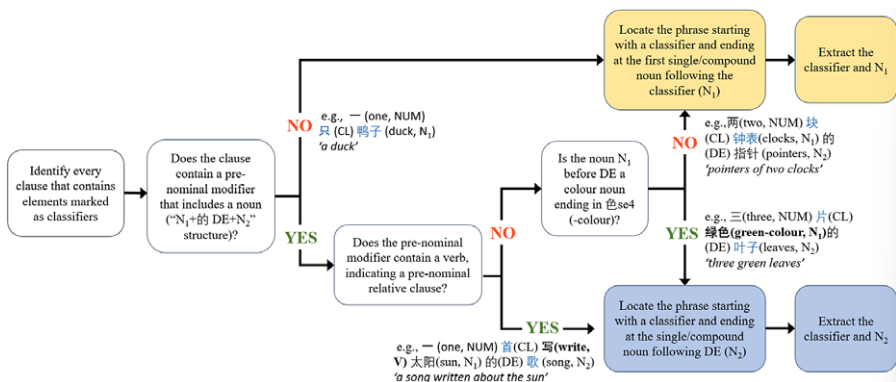 Identify every
clause that contains
elements marked
as classifiers
Does the clause
contain a pre-
nominal modifier
that includes a noun
(“N1+的 DE+N2”
structure)?
NO
e.g., 一 (one, NUM)
只 (CL) 鸭子 (duck, N1)
‘a duck’
YES
Does the pre-nominal
modifier contain a verb,
indicating a pre-nominal
relative clause?
NO
YES
e.g., 一 (one, NUM) 首(CL) 写(write,
V) 太阳(sun, N1) 的(DE) 歌 (song, N2)
‘a song written about the sun’
Is the noun N1
before DE a
colour noun
ending in 色se4
(-colour)?
NO
e.g.,两(two, NUM) 块
(CL) 钟表(clocks, N1) 的
(DE) 指针 (pointers, N2)
‘pointers of two clocks’
YES
e.g., 三(three, NUM) 片(CL)
绿色(green-colour, N1)的
(DE) 叶子(leaves, N2)
‘three green leaves’
Locate the phrase starting
with a classifier and ending
at the first single/compound
noun following the
classifier (N1)
Extract the
classifier and N1
Locate the phrase starting
with a classifier and ending
at the single/compound
noun following DE (N2)
Extract the
classifier and N2